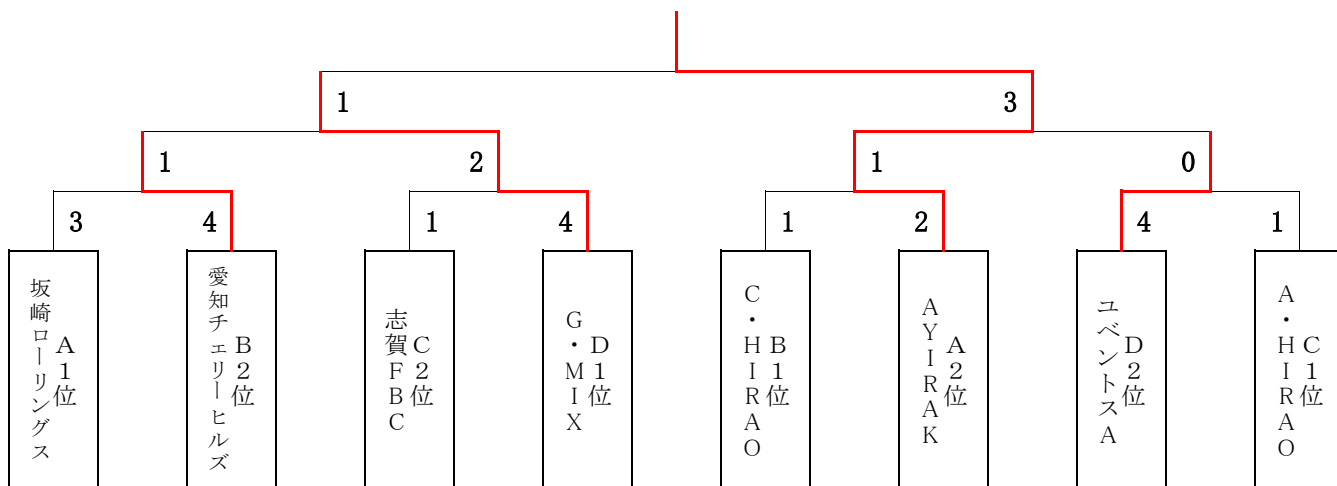 1 3
1 2 1 0
3 4 1 4 1 2 4 1
A1位
坂崎ローリングス
B2位
愛知チェリーヒルズ
C2位
志賀FBC
D1位
G・MIX
B1位
C・HIRAO
A2位
AYIRAK
D2位
ユベントスA
C1位
A・HIRAO